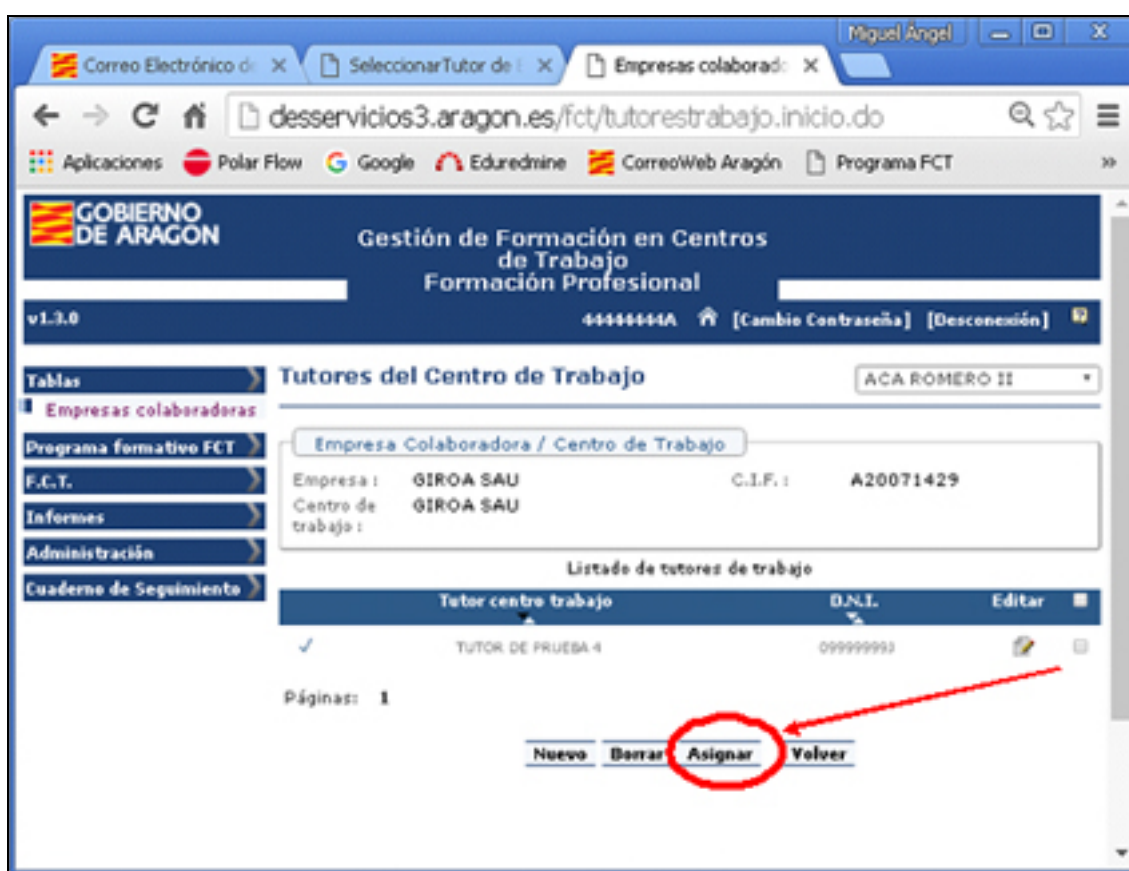 Miguel Ángel
Correo Electrónico de
SeleccionarTutor de
Empresas colaborado
desservicios3.aragon.es/fct/tutorestrabajo.inicio.do
Aplicaciones Polar Flow Google Eduredmine CorreoWeb Aragón Programa FCT »
GOBIERNO
DE ARAGON
Gestión de Formación en Centros
de Trabajo
Formación Profesional
v1.3.0
44444444A [Cambio Contraseña] [Desconexión]
Tablas
Empresas colaboradoras
Programa formativo FCT
F.C.T.
Informes
Administración
Cuaderno de Seguimiento
Tutores del Centro de Trabajo
ACA ROMERO II
Empresa Colaboradora / Centro de Trabajo
Empresa: GIROA SAU C.I.F.: A20071429
Centro de GIROA SAU
trabajo:
Listado de tutores de trabajo
Tutor centro trabajo D.N.I. Editar
TUTOR DE PRUEBA 4
Páginas: 1
Nuevo Borrar Asignar Volver